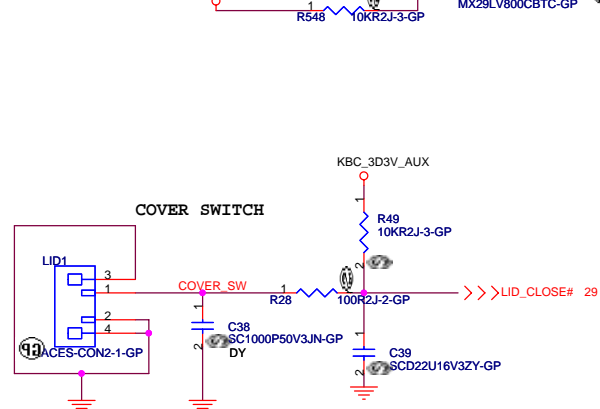 MX29LV800CBTC-GP
1
R548
10KR2J-3-GP
KBC_3D3V_AUX
1
R49
10KR2J-3-GP
2
COVER SWITCH
LID1
3
1
COVER_SW
1
R28
100R2J-2-GP
LID_CLOSE# 29
2
4
ACES-CON2-1-GP
GP
1
C38
SC1000P50V3JN-GP
2
DY
1
C39
SCD22U16V3ZY-GP
2